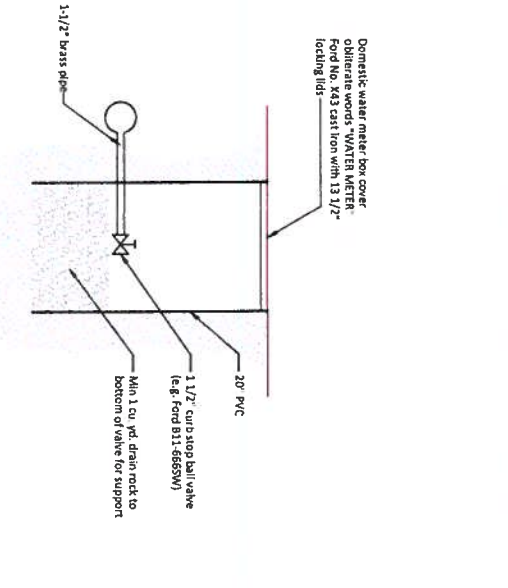 Domestic water meter box cover
obliterate words "WATER METER"
Ford No. X43 cast iron with 13 1/2"
locking lids
20" PVC
1 1/2" curb stop ball valve
(e.g. Ford B11-666SW)
Min 1 cu. yd. drain rock to
bottom of valve for support
1-1/2" brass pipe